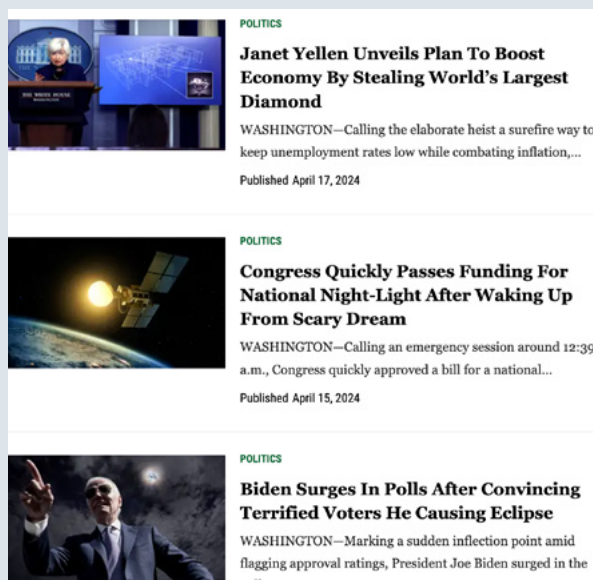 THE WHITE HOUSE
WASHINGTON
POLITICS
Janet Yellen Unveils Plan To Boost
Economy By Stealing World’s Largest
Diamond
WASHINGTON—Calling the elaborate heist a surefire way to
keep unemployment rates low while combating inflation,...
Published April 17, 2024
POLITICS
Congress Quickly Passes Funding For
National Night-Light After Waking Up
From Scary Dream
WASHINGTON—Calling an emergency session around 12:39
a.m., Congress quickly approved a bill for a national...
Published April 15, 2024
POLITICS
Biden Surges In Polls After Convincing
Terrified Voters He Causing Eclipse
WASHINGTON—Marking a sudden inflection point amid
flagging approval ratings, President Joe Biden surged in the